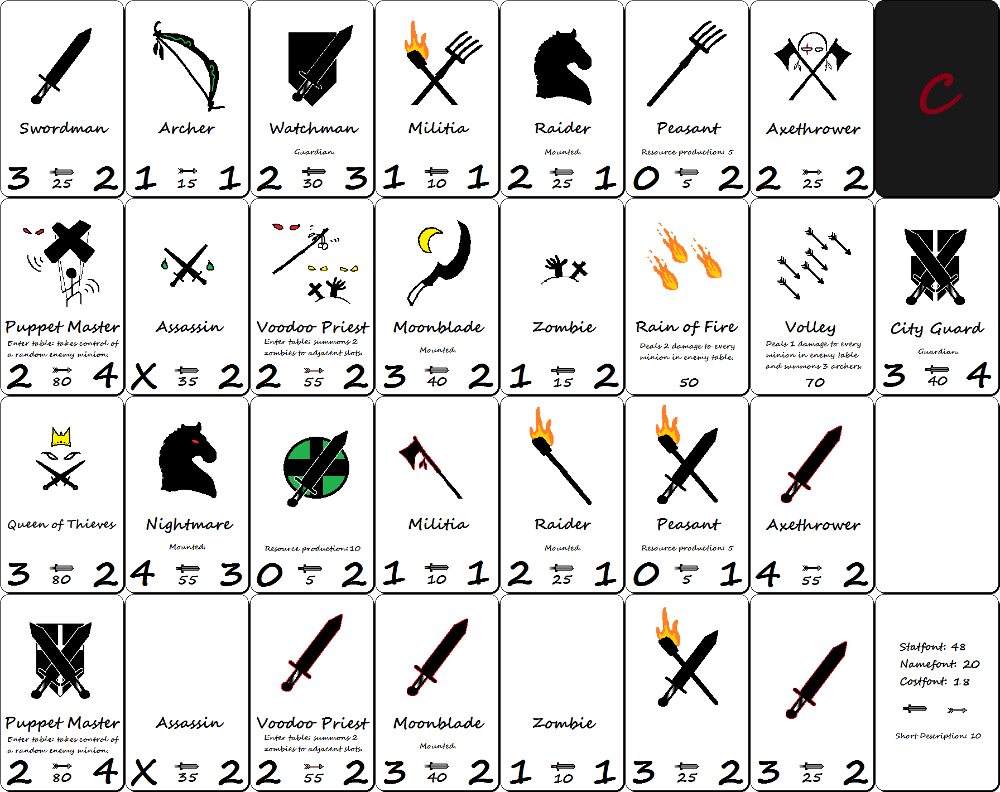 Swordman
3 25 2
Archer
1 15 1
Watchman
Guardian.
2 30 3
Militia
1 10 1
Raider
Mounted.
2 25 1
Peasant
Resource production: 5
0 5 2
Axethrower
2 25 2
C
Puppet Master
Enter table: takes control of
a random enemy minion.
2 80 4
Assassin
X 35 2
Voodoo Priest
Enter table: summons 2
zombies to adjacent slots.
2 55 2
Moonblade
Mounted.
3 40 2
Zombie
1 15 2
Rain of Fire
Deals 2 damage to every
minion in enemy table.
50
Volley
Deals 1 damage to every
minion in enemy table
and summons 3 archers.
70
City Guard
Guardian.
3 40 4
Queen of Thieves
3 80 2
Nightmare
Mounted.
4 55 3
Resource production: 10
0 5 2
Militia
1 10 1
Raider
Mounted.
2 25 1
Peasant
Resource production: 5
0 5 1
Axethrower
4 55 2
Puppet Master
Enter table: takes control of
a random enemy minion.
2 80 4
Assassin
X 35 2
Voodoo Priest
Enter table: summons 2
zombies to adjacent slots.
2 55 2
Moonblade
Mounted.
3 40 2
Zombie
1 10 1
3 25 2
3 25 2
Statfont: 48
Namefont: 20
Costfont: 18
Short Description: 10